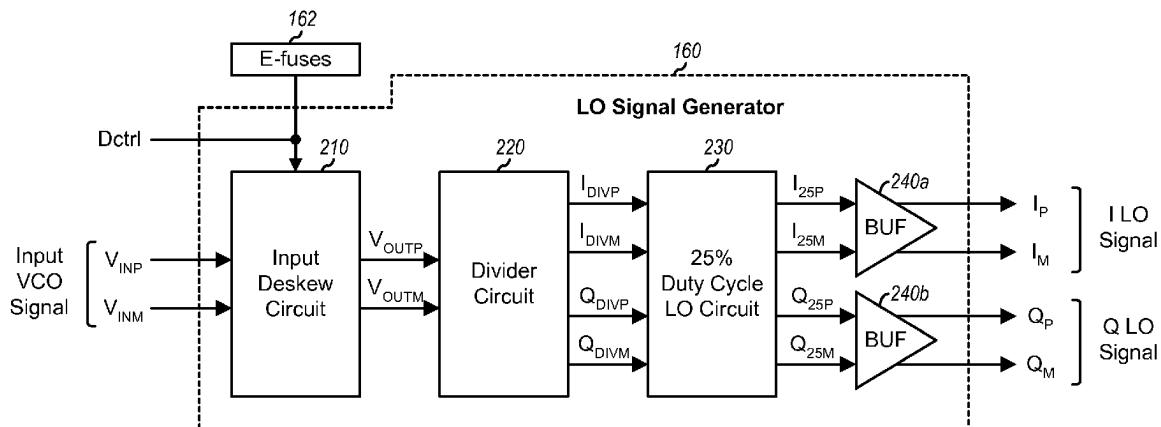 162
E-fuses
160
LO Signal Generator
Dctrl
210
220
230
240a
240b
Input
VCO
Signal
V_INP
V_INM
Input
Deskew
Circuit
V_OUTP
V_OUTM
Divider
Circuit
I_DIVP
I_DIVM
Q_DIVP
Q_DIVM
25%
Duty Cycle
LO Circuit
I_25P
I_25M
Q_25P
Q_25M
BUF
BUF
I_P
I_M
Q_P
Q_M
I LO
Signal
Q LO
Signal